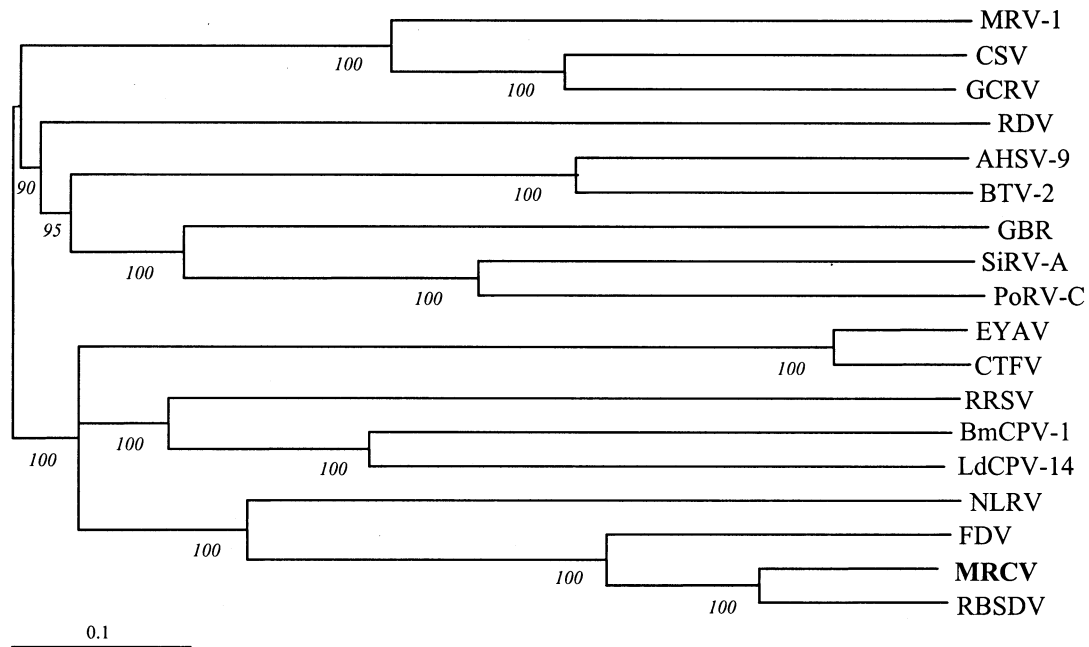 MRV-1
CSV
100
100
GCRV
RDV
AHSV-9
90
100
BTV-2
95
GBR
100
SiRV-A
100
PoRV-C
EYAV
100
CTFV
RRSV
100
BmCPV-1
100
100
LdCPV-14
NLRV
FDV
100
100
MRCV
100
RBSDV
0.1